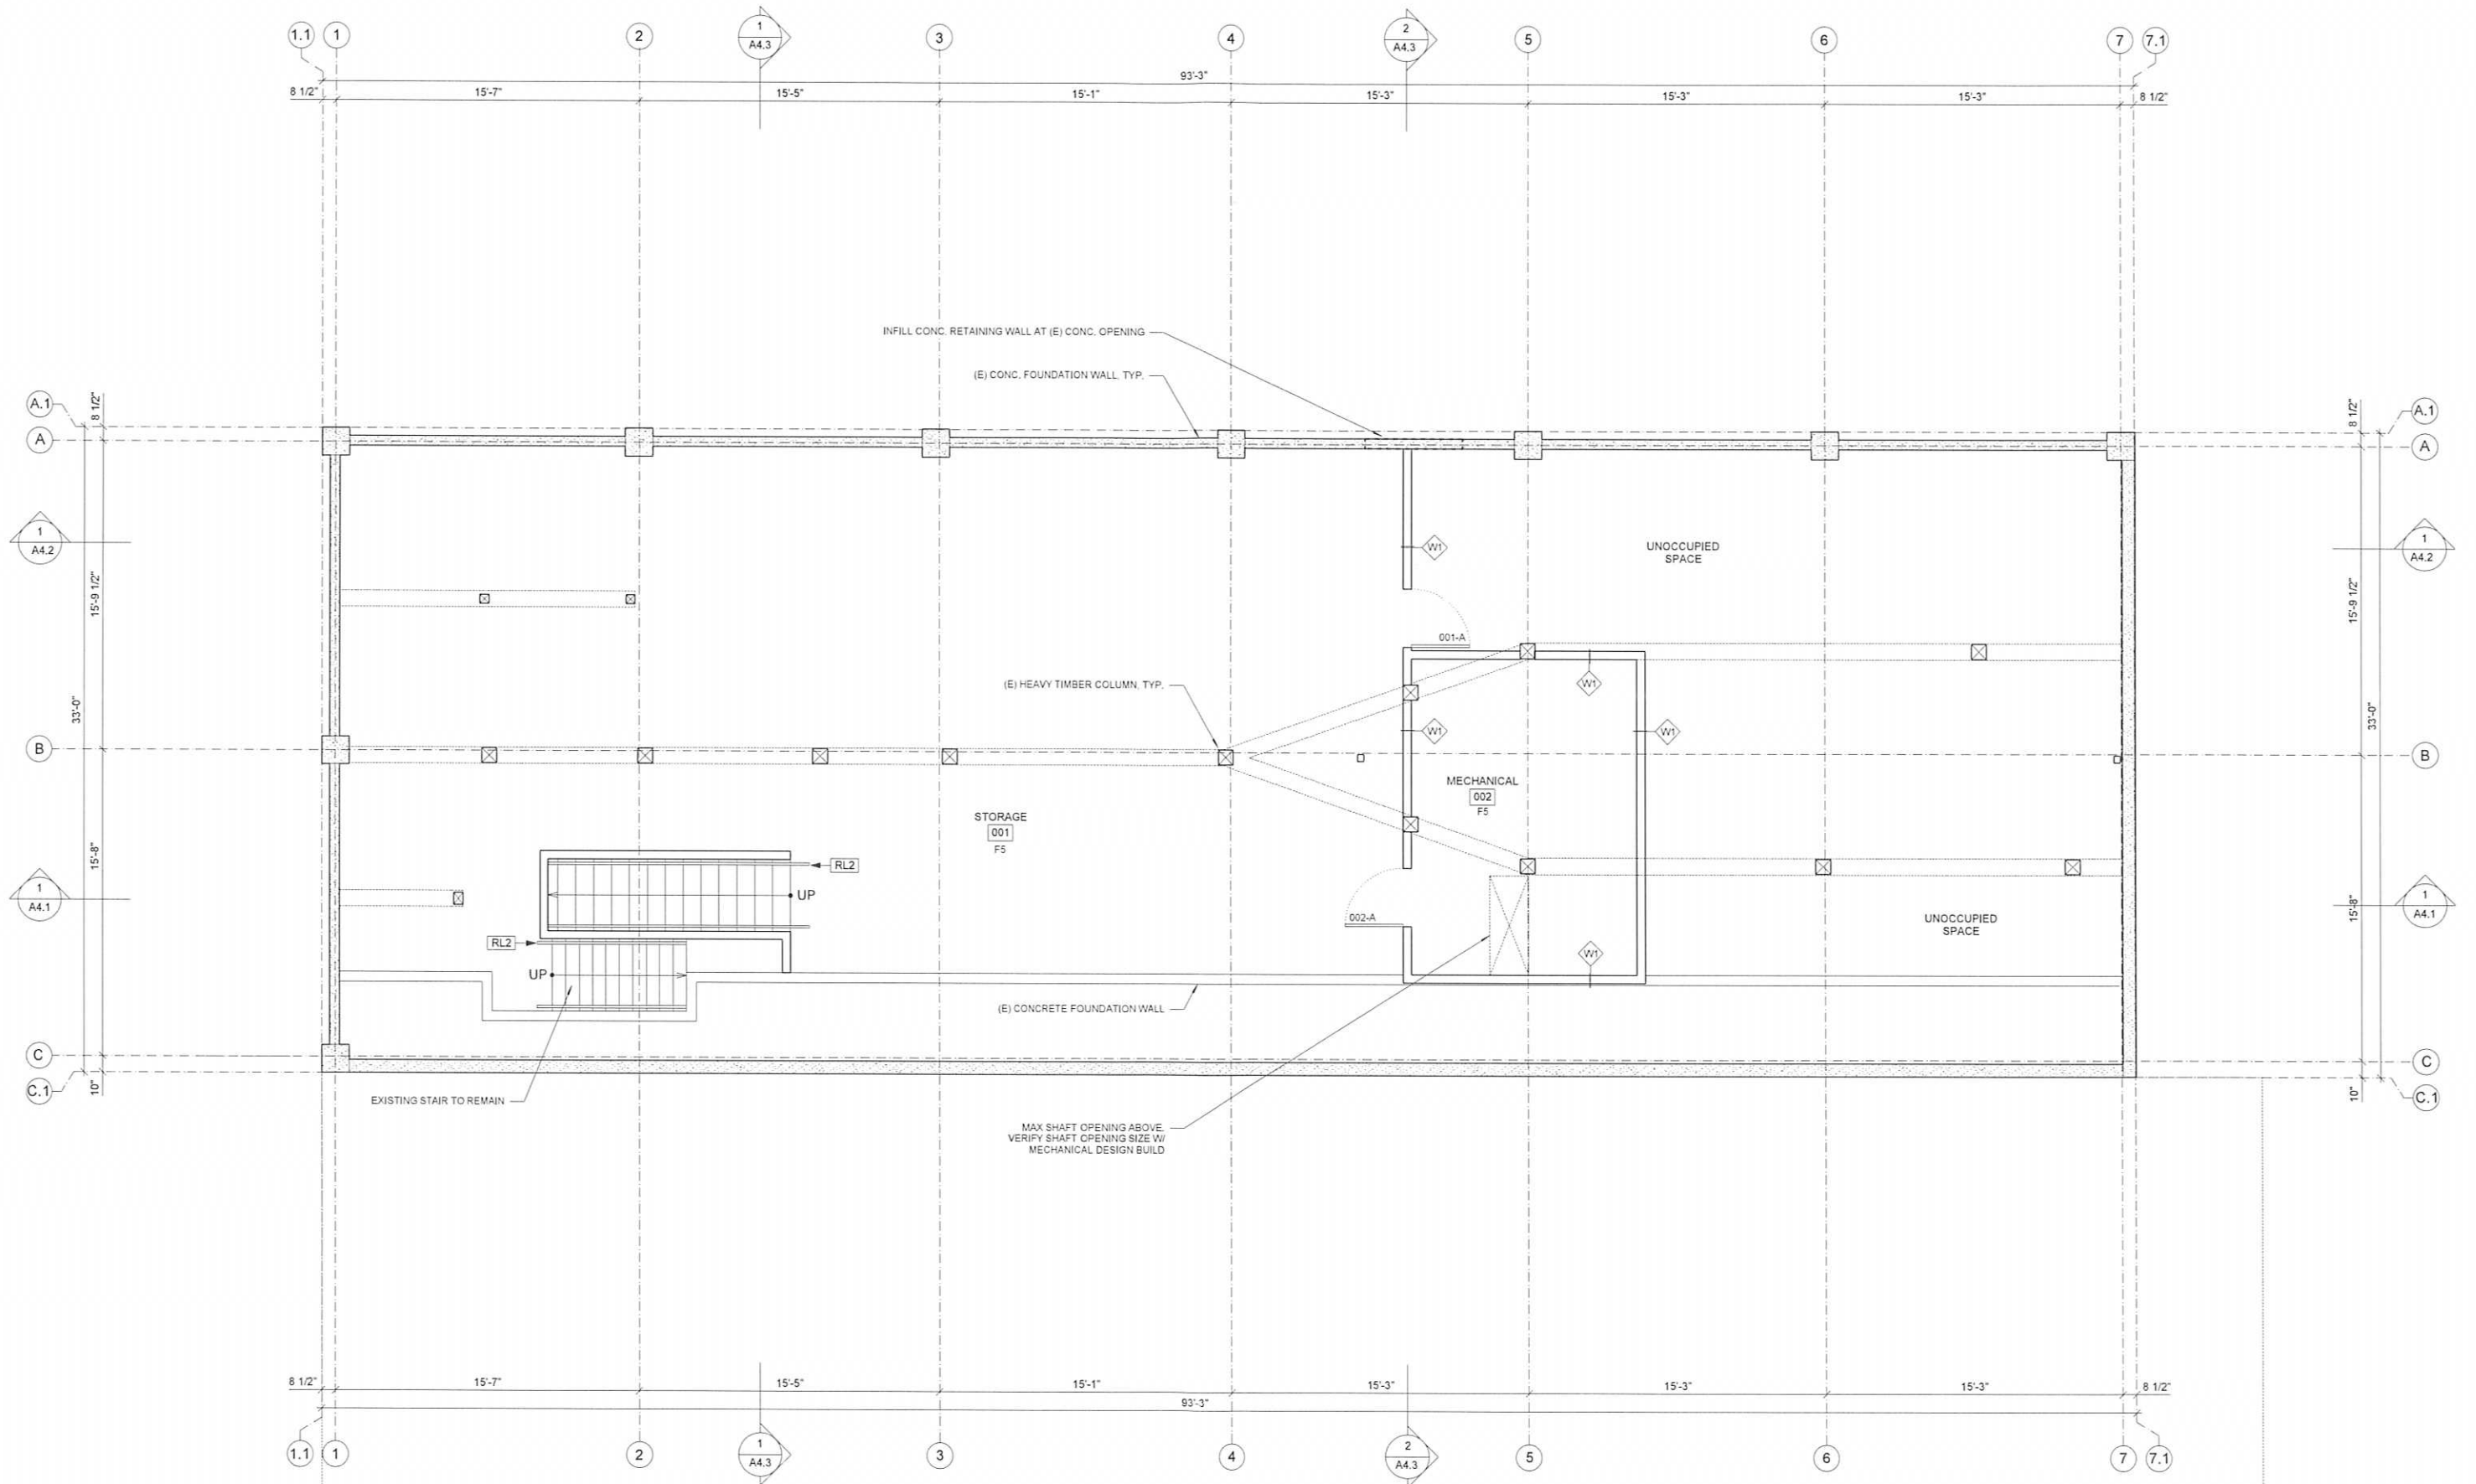 1.1 1 2 1 A4.3 3 4 2 A4.3 5 6 7 7.1
93'-3"
8 1/2" 15'-7" 15'-5" 15'-1" 15'-3" 15'-3" 15'-3" 8 1/2"
INFILL CONC. RETAINING WALL AT (E) CONC. OPENING
(E) CONC. FOUNDATION WALL, TYP.
A.1 8 1/2" 8 1/2" A.1
A A
1 A4.2 1 A4.2
W1
UNOCCUPIED
SPACE
15'-9 1/2" 15'-9 1/2"
001-A
(E) HEAVY TIMBER COLUMN, TYP.
W1
33'-0" 33'-0"
W1 W1
B B
MECHANICAL
002
F5
STORAGE
001
F5
15'-8" 15'-8"
RL2
UP
1 A4.1 1 A4.1
002-A
UNOCCUPIED
SPACE
RL2
W1
UP
(E) CONCRETE FOUNDATION WALL
C C
C.1 10" 10" C.1
EXISTING STAIR TO REMAIN
MAX SHAFT OPENING ABOVE,
VERIFY SHAFT OPENING SIZE W/
MECHANICAL DESIGN BUILD
8 1/2" 15'-7" 15'-5" 15'-1" 15'-3" 15'-3" 15'-3" 8 1/2"
93'-3"
1.1 1 2 1 A4.3 3 4 2 A4.3 5 6 7 7.1